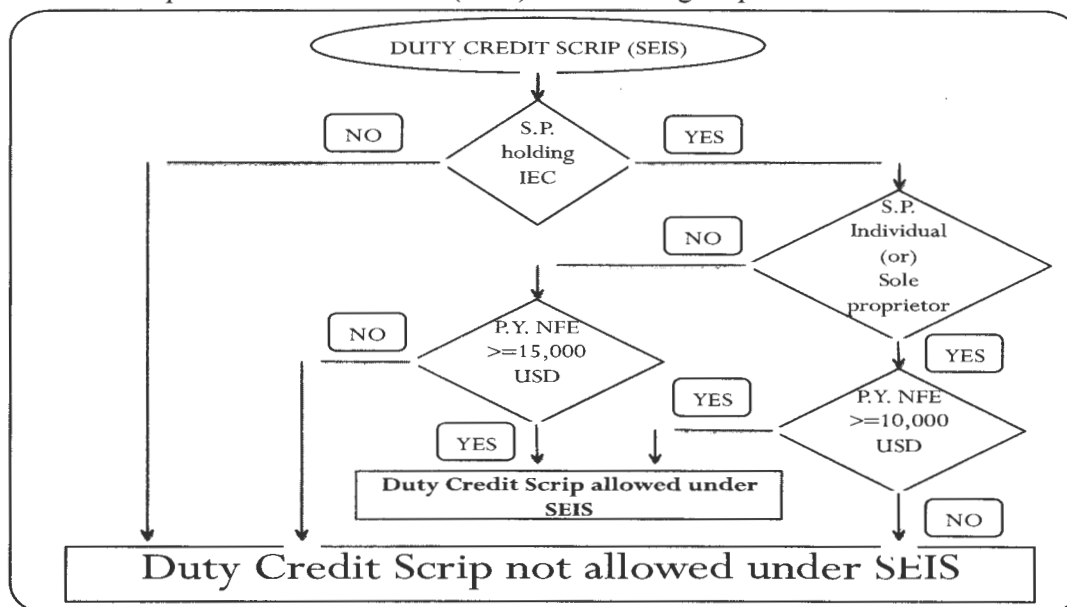 DUTY CREDIT SCRIP (SEIS)
NO
S.P.
holding
IEC
YES
NO
S.P.
Individual
(or)
Sole
proprietor
NO
P.Y. NFE
>=15,000
USD
YES
YES
P.Y. NFE
>=10,000
USD
YES
Duty Credit Scrip allowed under
SEIS
NO
Duty Credit Scrip not allowed under SEIS